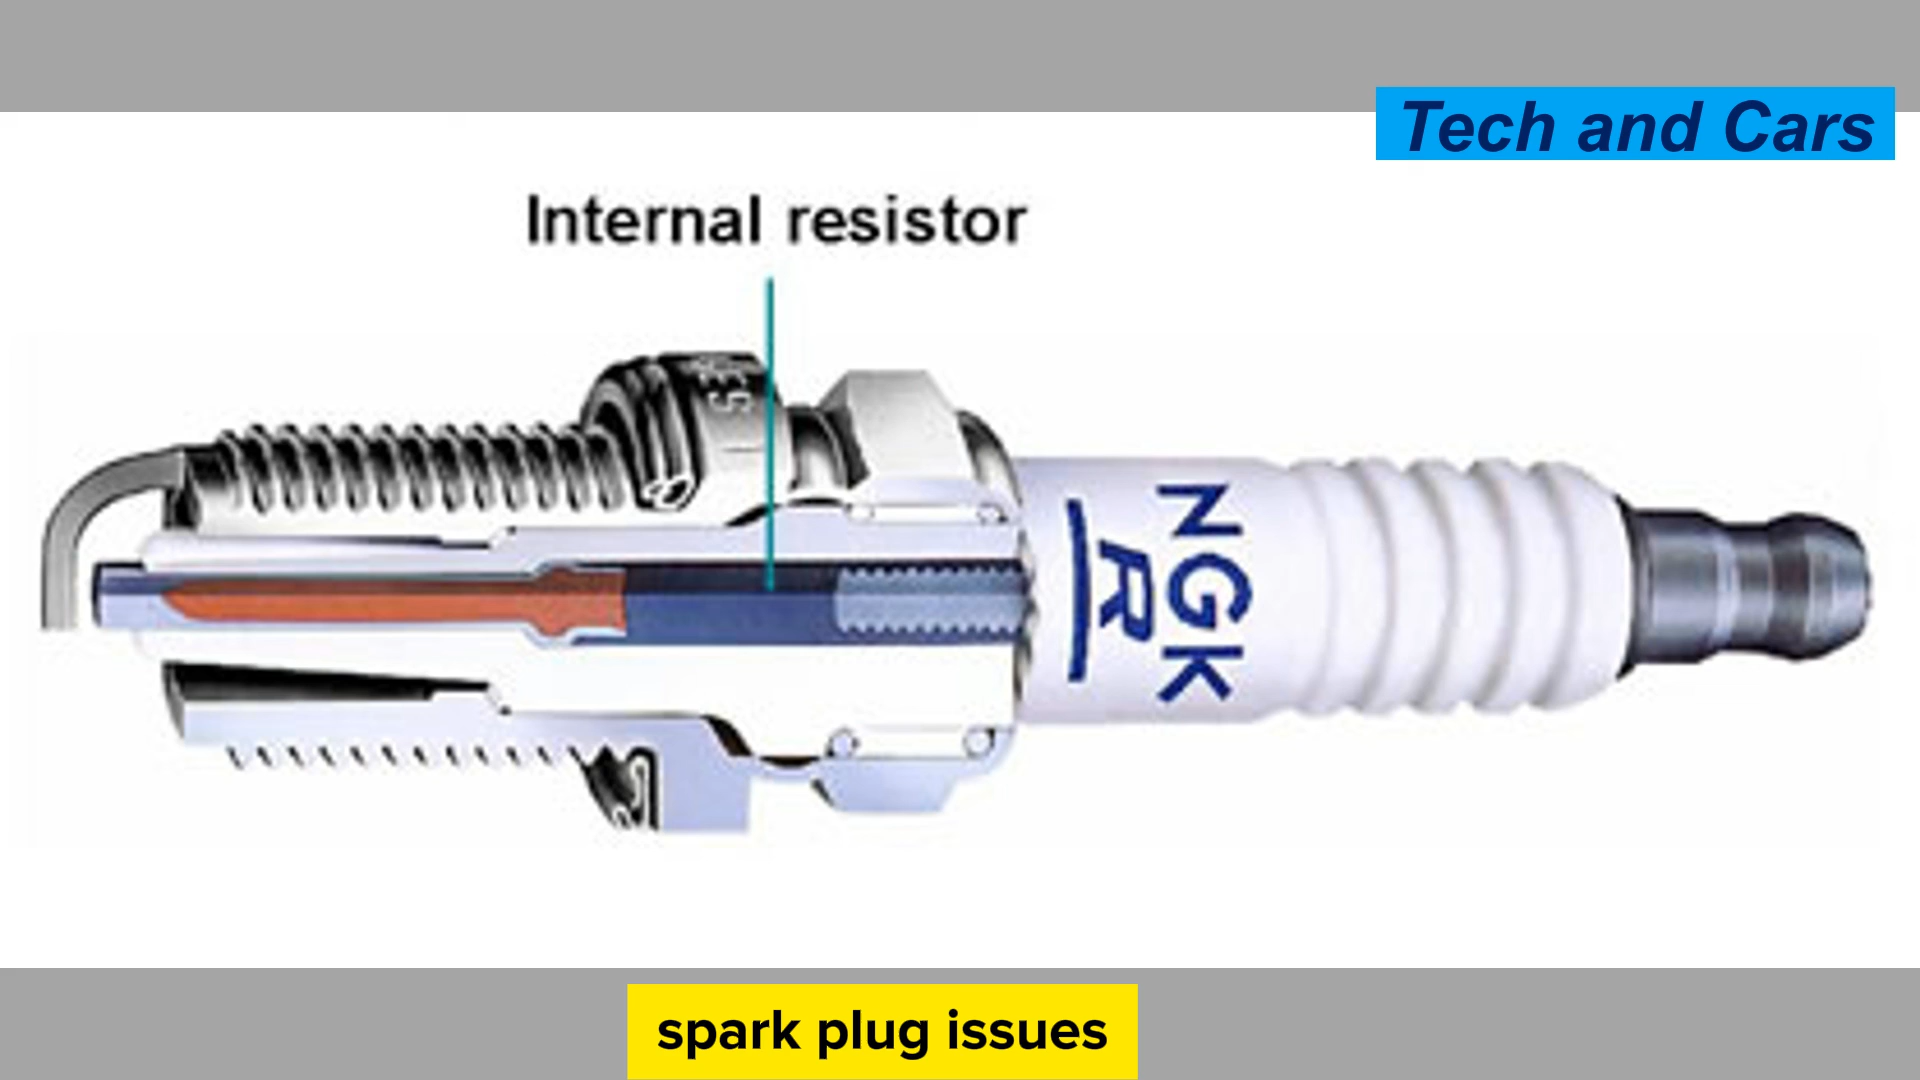 Tech and Cars
Internal resistor
NGK
R
spark plug issues